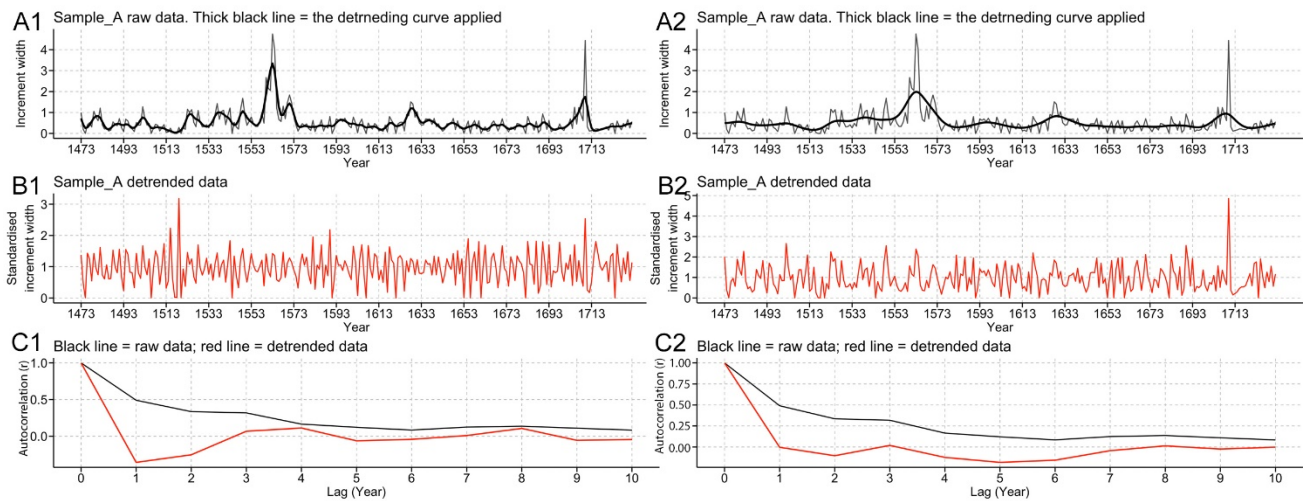 A1 Sample_A raw data. Thick black line = the detrneding curve applied
Increment width
4
3
2
1
0
1473 1493 1513 1533 1553 1573 1593 1613 1633 1653 1673 1693 1713
Year
B1 Sample_A detrended data
Standardised
increment width
3
2
1
0
1473 1493 1513 1533 1553 1573 1593 1613 1633 1653 1673 1693 1713
Year
C1 Black line = raw data; red line = detrended data
Autocorrelation (r)
1.0
0.5
0.0
0 1 2 3 4 5 6 7 8 9 10
Lag (Year)
A2 Sample_A raw data. Thick black line = the detrneding curve applied
Increment width
4
3
2
1
0
1473 1493 1513 1533 1553 1573 1593 1613 1633 1653 1673 1693 1713
Year
B2 Sample_A detrended data
Standardised
increment width
5
4
3
2
1
0
1473 1493 1513 1533 1553 1573 1593 1613 1633 1653 1673 1693 1713
Year
C2 Black line = raw data; red line = detrended data
Autocorrelation (r)
1.00
0.75
0.50
0.25
0.00
0 1 2 3 4 5 6 7 8 9 10
Lag (Year)